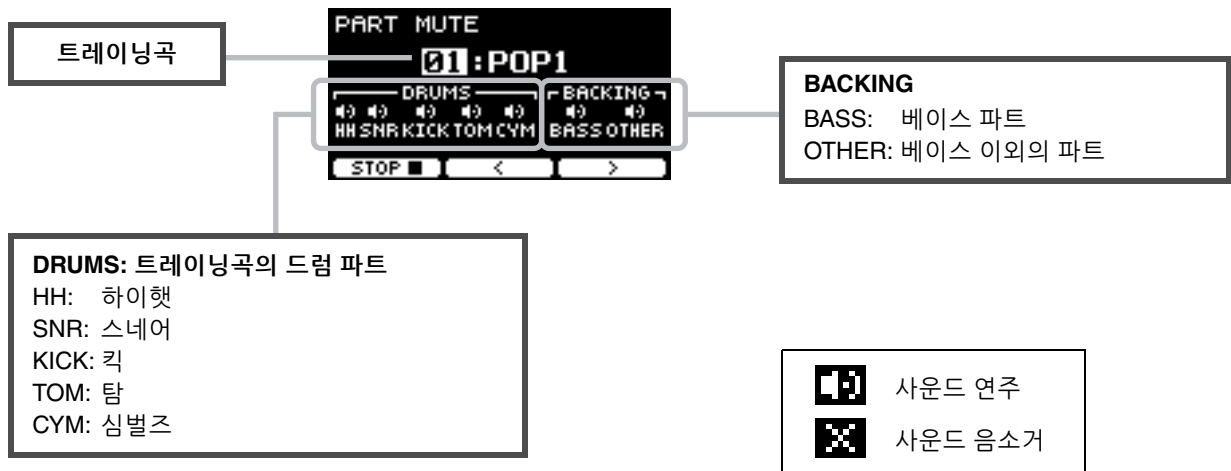 트레이닝곡
PART MUTE
01:POP1
DRUMS
BACKING
HH SNR KICK TOM CYM BASS OTHER
STOP ■ < >
BACKING
BASS: 베이스 파트
OTHER: 베이스 이외의 파트
DRUMS: 트레이닝곡의 드럼 파트
HH: 하이햇
SNR: 스네어
KICK: 킥
TOM: 탐
CYM: 심벌즈
사운드 연주
사운드 음소거